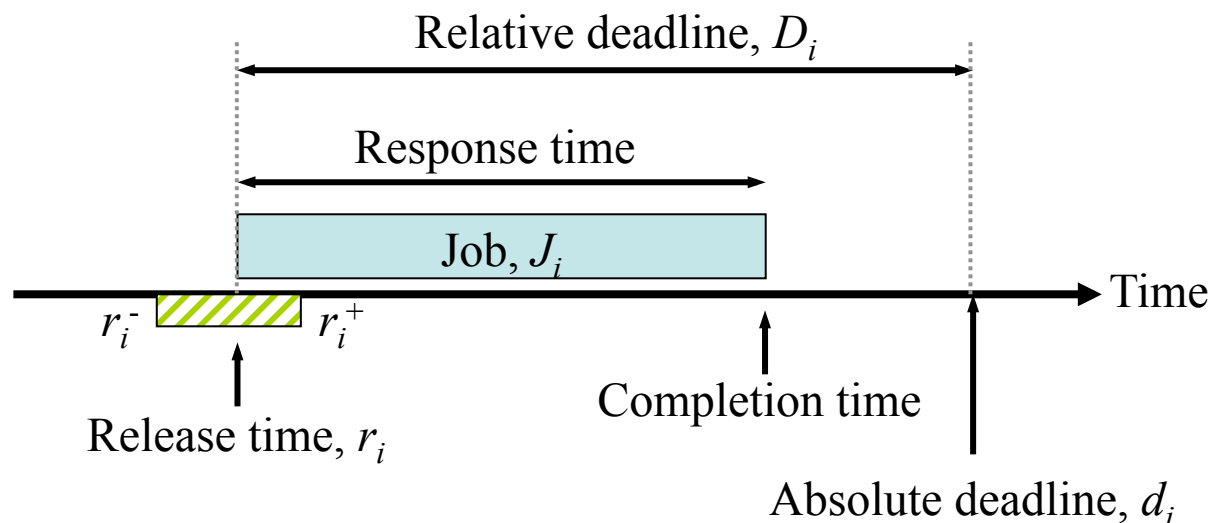 Relative deadline, Dᵢ
Response time
Job, Jᵢ
Time
rᵢ⁻
rᵢ⁺
Completion time
Release time, rᵢ
Absolute deadline, dᵢ